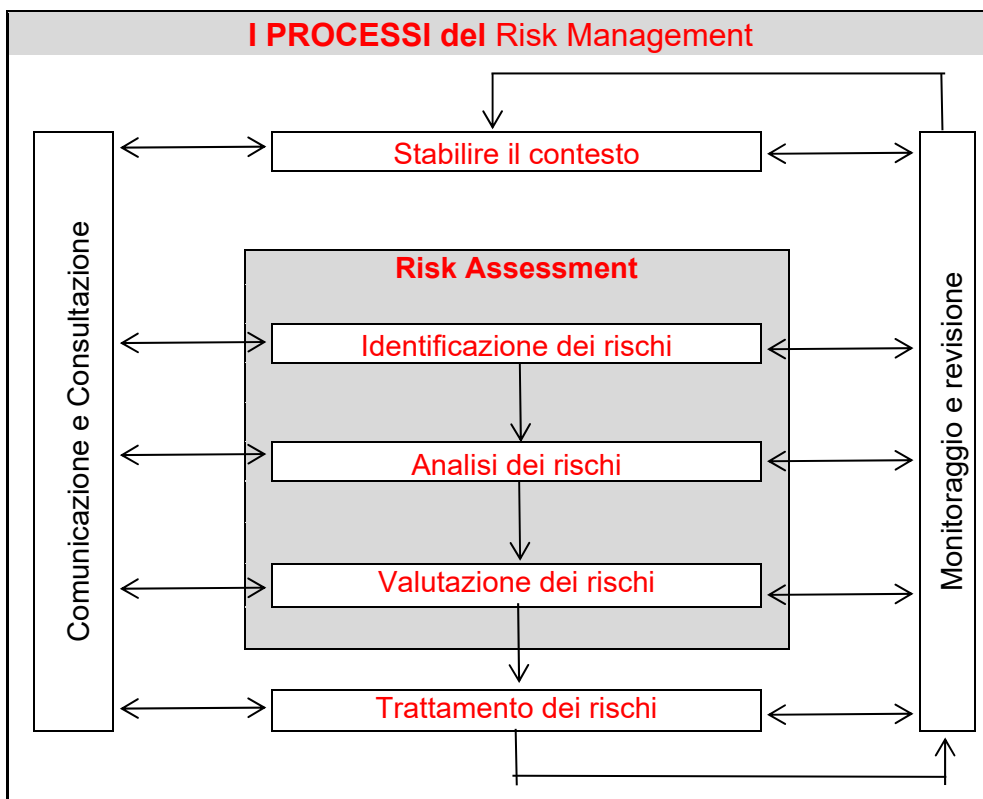 I PROCESSI del Risk Management
Stabilire il contesto
Risk Assessment
Identificazione dei rischi
Analisi dei rischi
Valutazione dei rischi
Trattamento dei rischi
Comunicazione e Consultazione
Monitoraggio e revisione